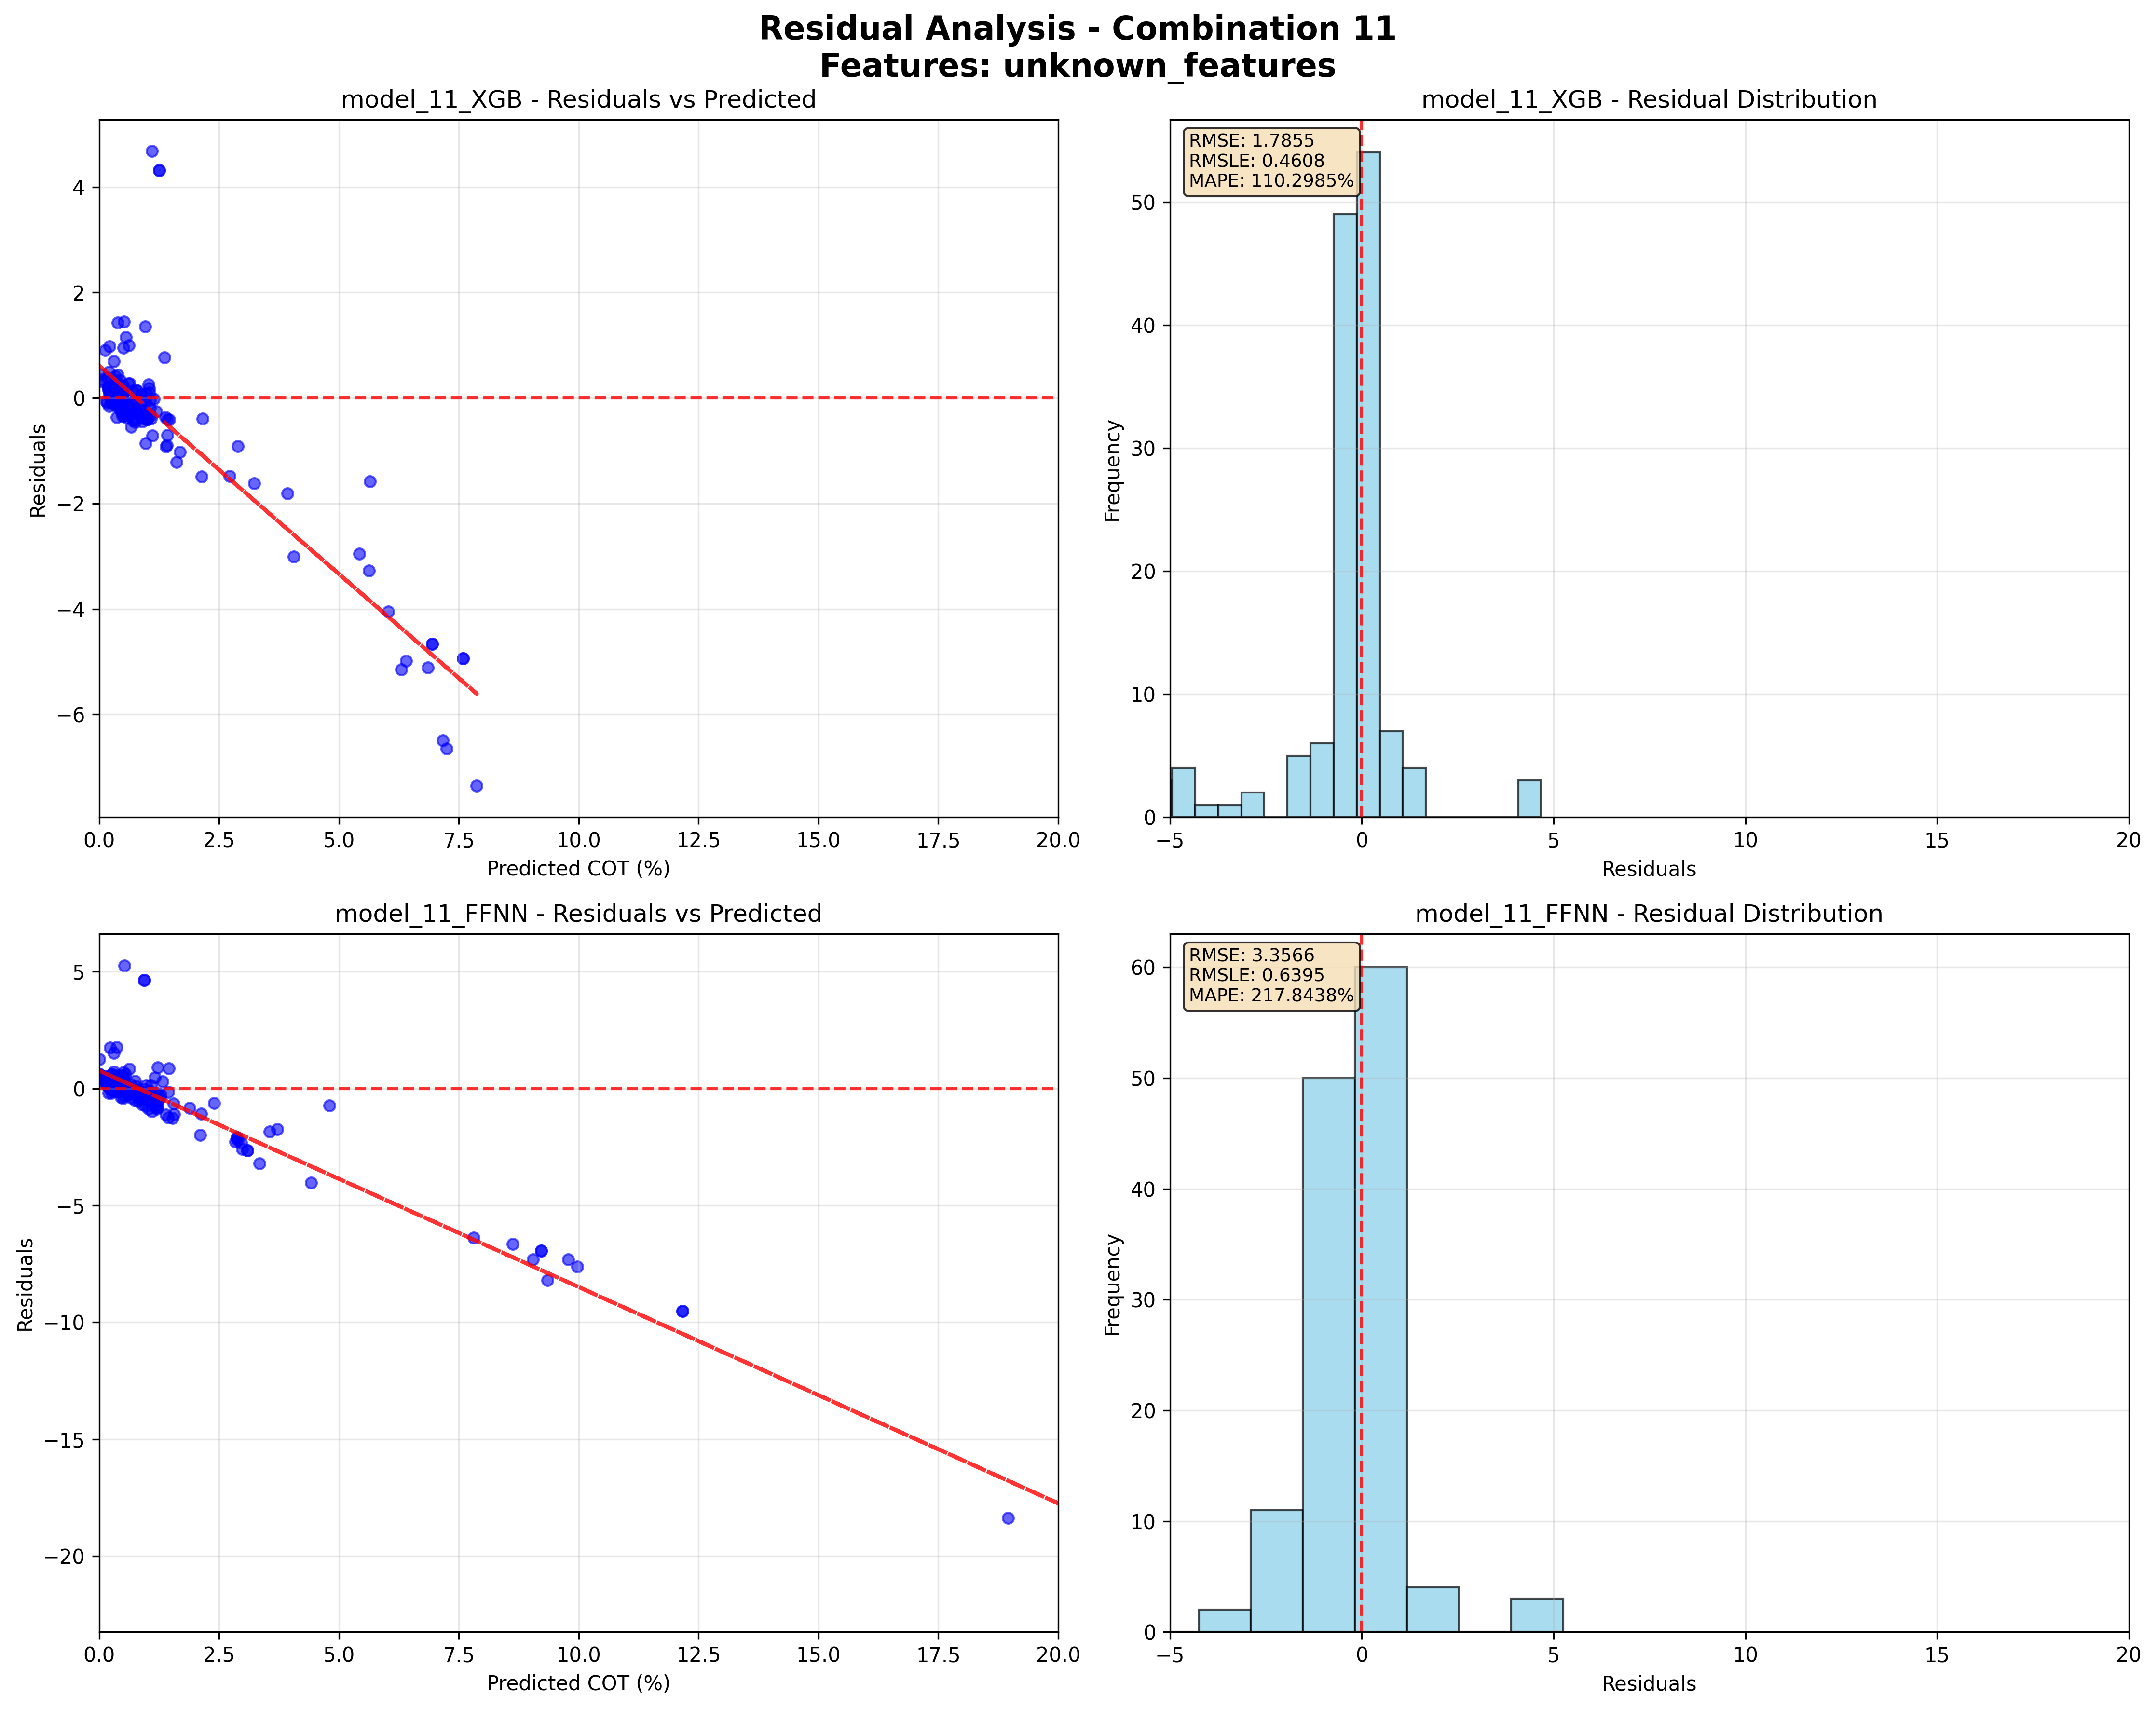 Residual Analysis - Combination 11
Features: unknown_features
model_11_XGB - Residuals vs Predicted
4
2
0
−2
−4
−6
Residuals
0.0 2.5 5.0 7.5 10.0 12.5 15.0 17.5 20.0
Predicted COT (%)
model_11_XGB - Residual Distribution
RMSE: 1.7855
RMSLE: 0.4608
MAPE: 110.2985%
50
40
30
20
10
0
Frequency
−5 0 5 10 15 20
Residuals
model_11_FFNN - Residuals vs Predicted
5
0
−5
−10
−15
−20
Residuals
0.0 2.5 5.0 7.5 10.0 12.5 15.0 17.5 20.0
Predicted COT (%)
model_11_FFNN - Residual Distribution
RMSE: 3.3566
RMSLE: 0.6395
MAPE: 217.8438%
60
50
40
30
20
10
0
Frequency
−5 0 5 10 15 20
Residuals